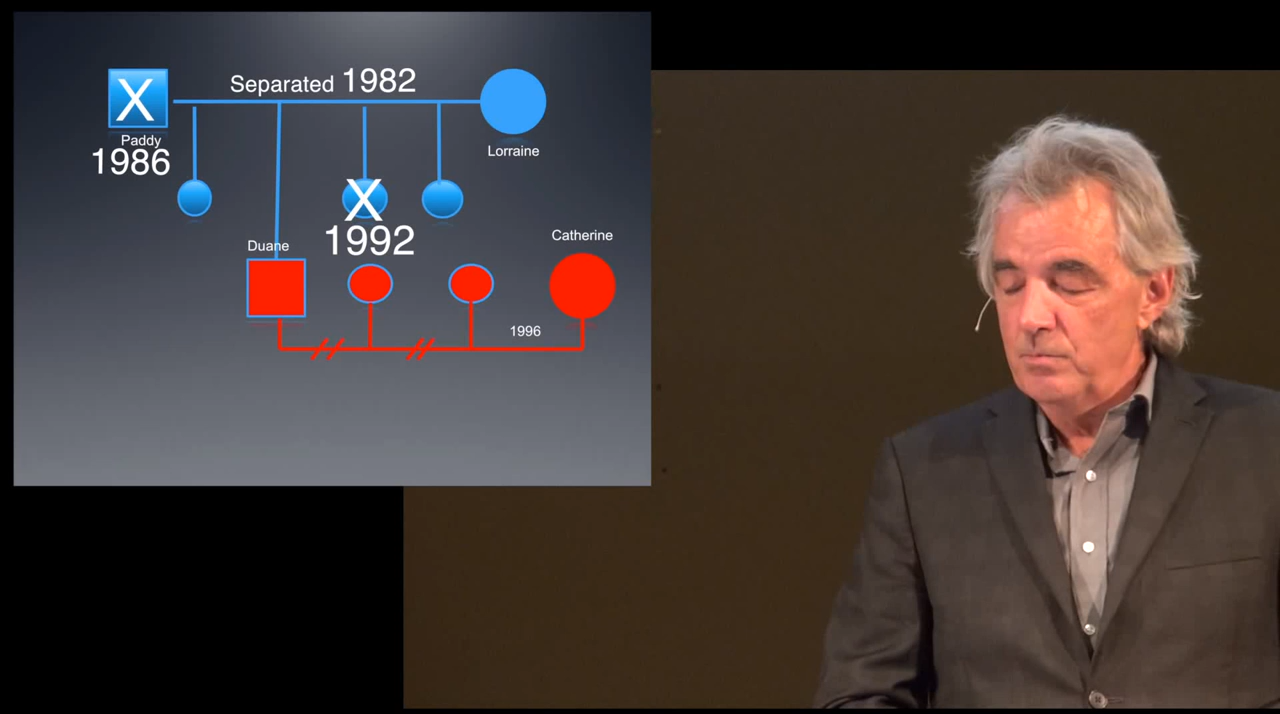 Separated 1982
X
Paddy
1986
Lorraine
X
1992
Duane
Catherine
1996